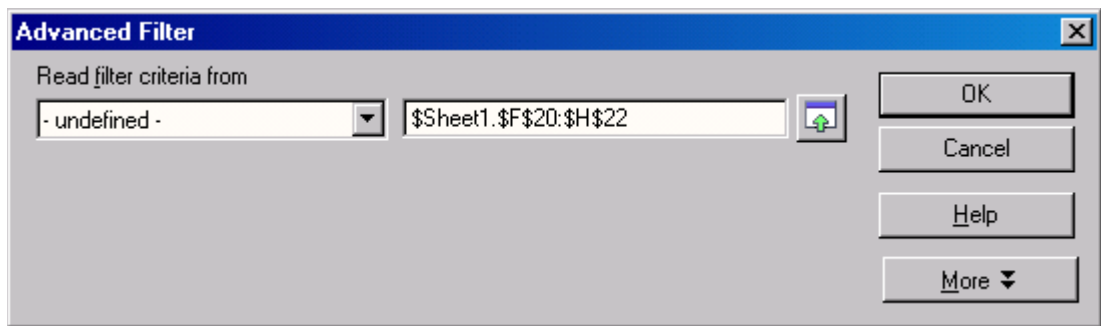 Advanced Filter
Read filter criteria from
- undefined -
$Sheet1.$F$20:$H$22
OK
Cancel
Help
More